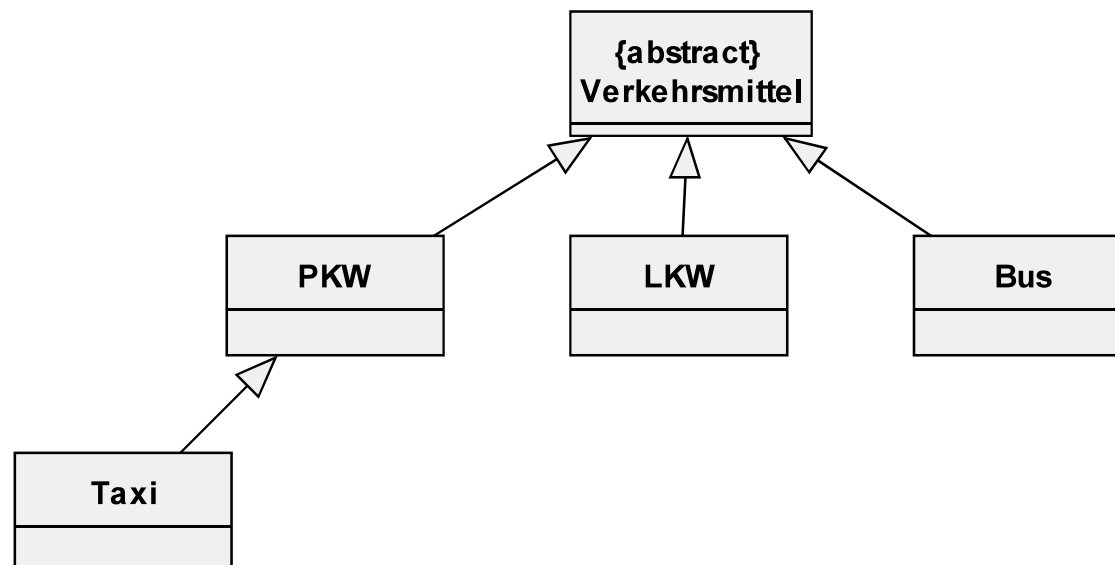 {abstract}
Verkehrsmittel
PKW
LKW
Bus
Taxi